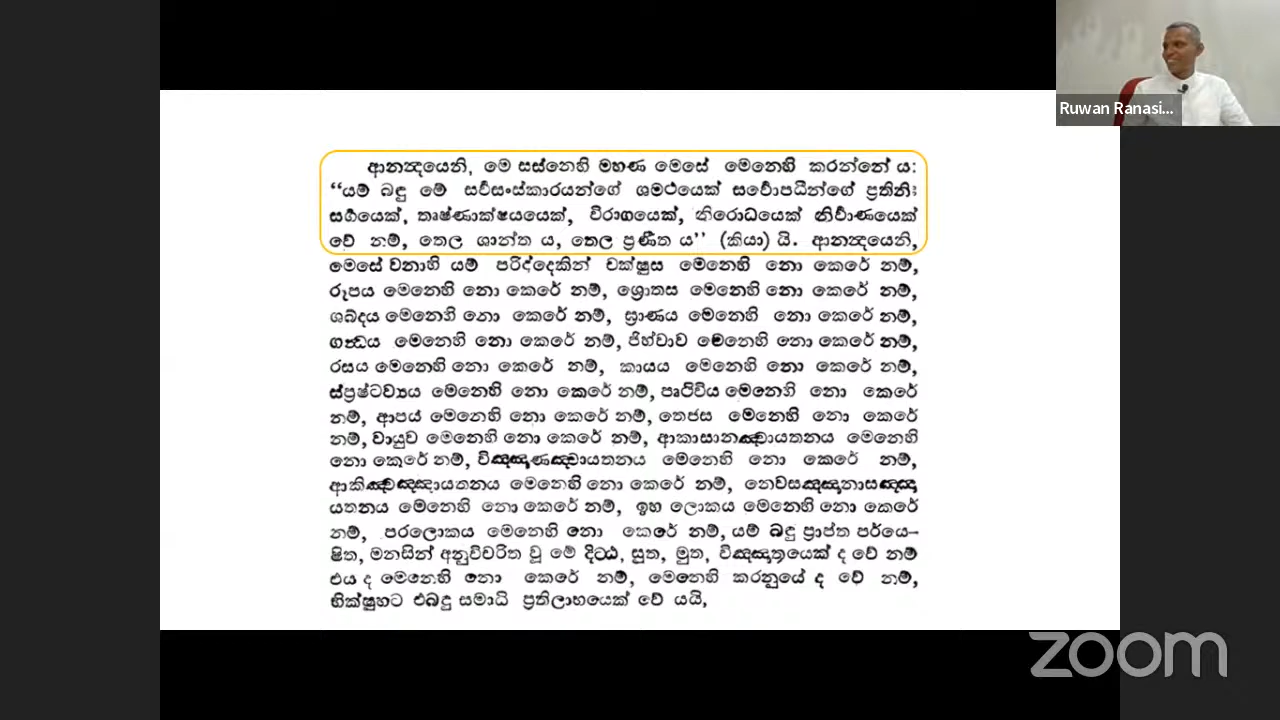 Ruwan Ranasi...
ආනන්‍දයෙනි, මෙ සස්නෙහි මහණ මෙසේ මෙනෙහි කරන්නේ ය:
“යම් බඳු මේ සර්‍වසංස්කාරයන්ගේ ශමථයෙක් සර්‍වොපධීන්ගේ ප්‍රතිනිඃ
සර්‍ගයෙක්, තෘෂ්ණාක්ෂයයෙක්, විරාගයෙක්, නිරොධයෙක් නිර්‍වාණයෙක්
වේ නම්, තෙල ශාන්ත ය, තෙල ප්‍රණීත ය” (කියා) යි. ආනන්‍දයෙනි,
මෙසේ වනාහි යම් පරිද්දෙකින් චක්ෂුස මෙනෙහි නො කෙරේ නම්,
රූපය මෙනෙහි නො කෙරේ නම්, ශ්‍රොතස මෙනෙහි නො කෙරේ නම්,
ශබ්දය මෙනෙහි නො කෙරේ නම්, ඝ්‍රාණය මෙනෙහි නො කෙරේ නම්,
ගන්‍ධය මෙනෙහි නො කෙරේ නම්, ජිහ්වාව මෙනෙහි නො කෙරේ නම්,
රසය මෙනෙහි නො කෙරේ නම්, කායය මෙනෙහි නො කෙරේ නම්,
ස්ප්‍රෂ්ටව්‍යය මෙනෙහි නො කෙරේ නම්, පෘථිවිය මෙනෙහි නො කෙරේ
නම්, ආපය මෙනෙහි නො කෙරේ නම්, තෙජස මෙනෙහි නො කෙරේ
නම්, වායුව මෙනෙහි නො කෙරේ නම්, ආකාසානඤ්චායතනය මෙනෙහි
නො කෙරේ නම්, විඤ්ඤාණඤ්චායතනය මෙනෙහි නො කෙරේ නම්,
ආකිඤ්චඤ්ඤායතනය මෙනෙහි නො කෙරේ නම්, නෙවසඤ්ඤානාසඤ්ඤා
යතනය මෙනෙහි නො කෙරේ නම්, ඉහ ලොකය මෙනෙහි නො කෙරේ
නම්, පරලොකය මෙනෙහි නො කෙරේ නම්, යම් බඳු ප්‍රාප්ත පර්‍යෙ-
ෂිත, මනසින් අනුවිචරිත වූ මේ දිට්ඨ, සුත, මුත, විඤ්ඤාතයෙක් ද වේ නම්
එය ද මෙනෙහි නො කෙරේ නම්, මෙනෙහි කරනුයේ ද වේ නම්,
භික්ෂුහට එබඳු සමාධි ප්‍රතිලාභයෙක් වේ යයි,
zoom